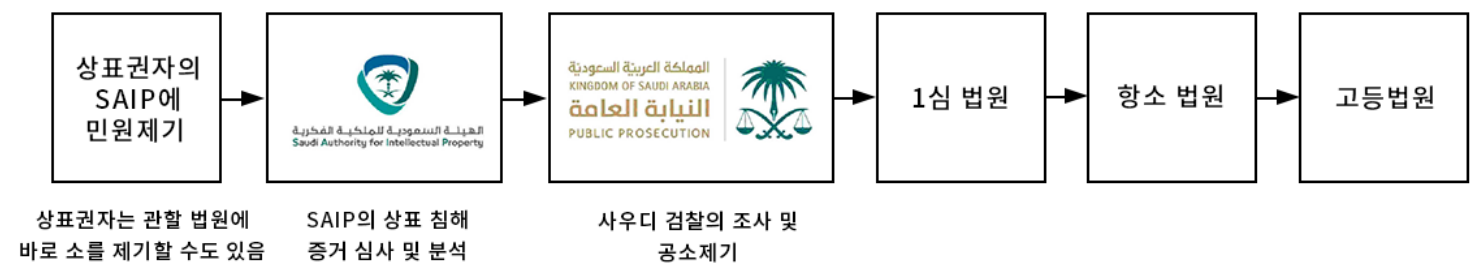 상표권자의
SAIP에
민원제기
الهيئة السعودية للملكية الفكرية
Saudi Authority for Intellectual Property
المملكة العربية السعودية
KINGDOM OF SAUDI ARABIA
النيابة العامة
PUBLIC PROSECUTION
1심 법원
항소 법원
고등법원
상표권자는 관할 법원에
바로 소를 제기할 수도 있음
SAIP의 상표 침해
증거 심사 및 분석
사우디 검찰의 조사 및
공소제기